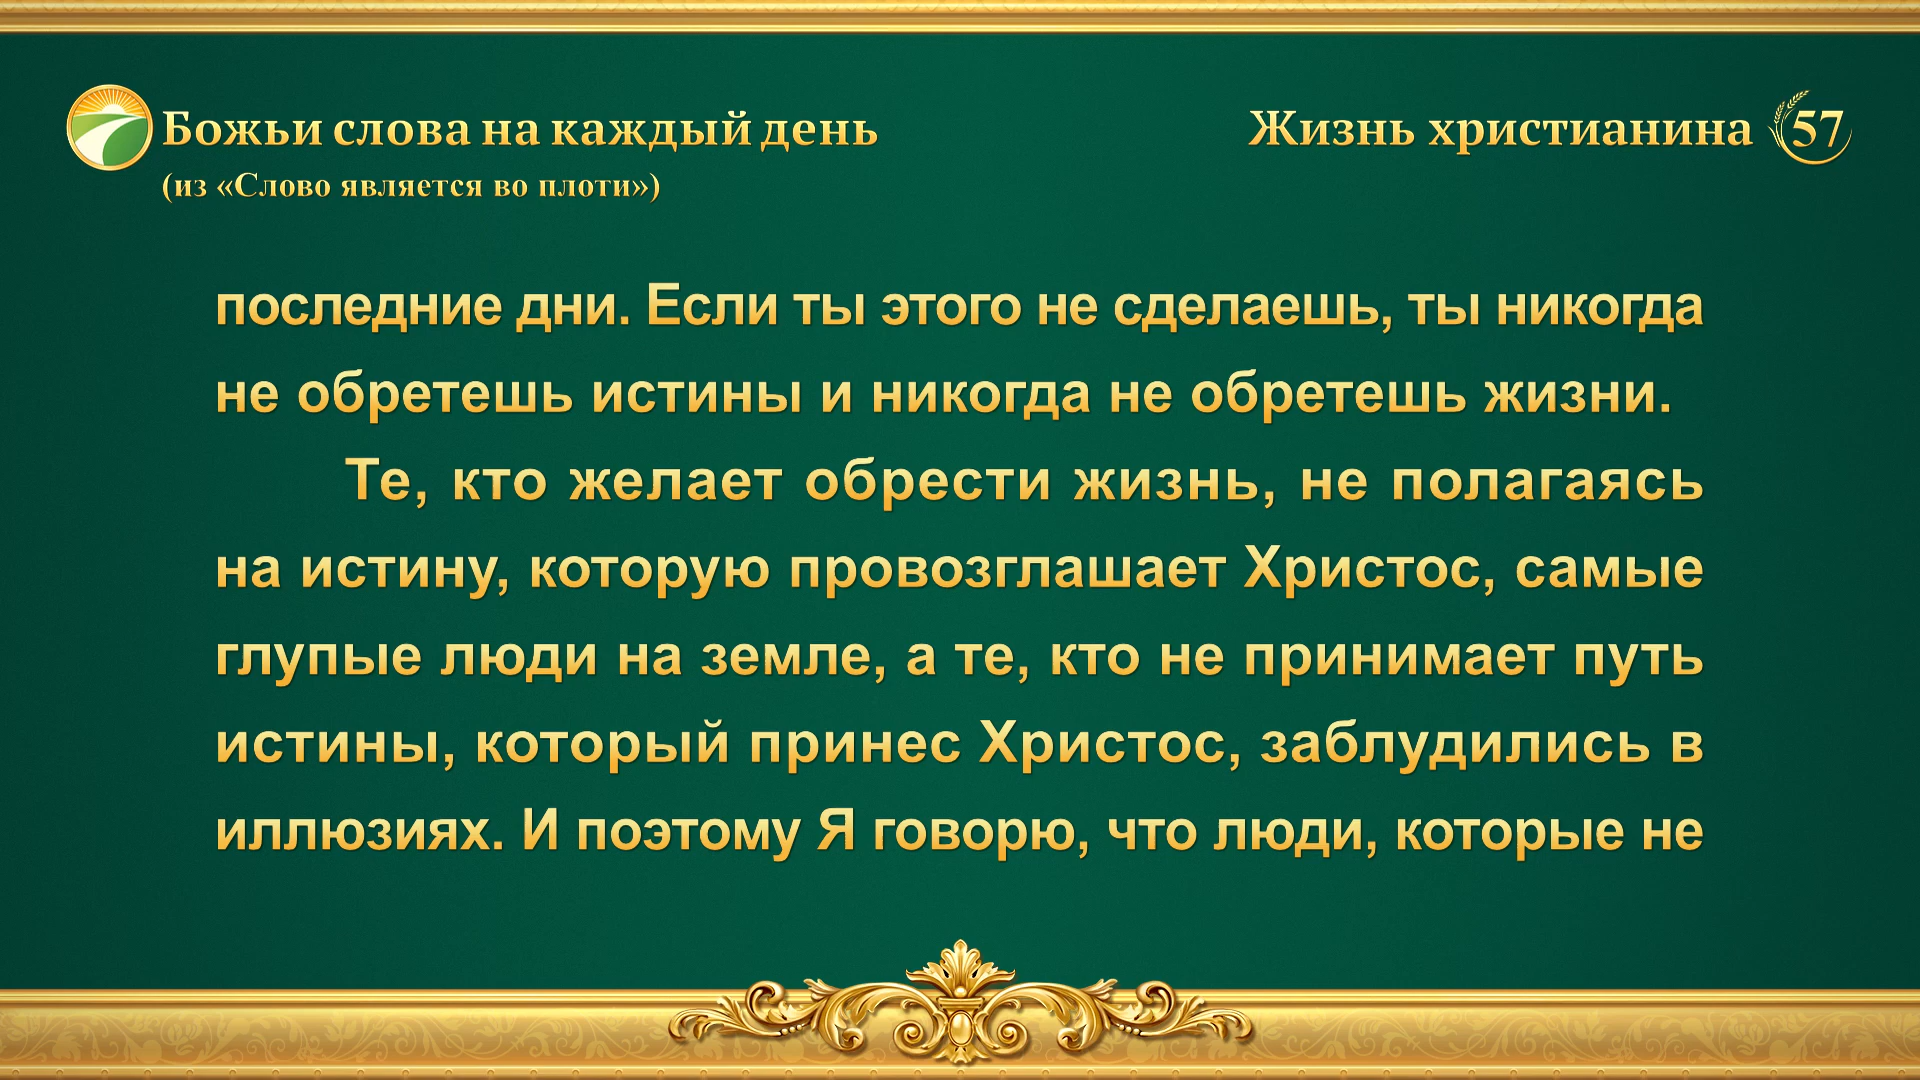 Божьи слова на каждый день
(из «Слово является во плоти»)
Жизнь христианина 57
последние дни. Если ты этого не сделаешь, ты никогда
не обретешь истины и никогда не обретешь жизни.
Те, кто желает обрести жизнь, не полагаясь
на истину, которую провозглашает Христос, самые
глупые люди на земле, а те, кто не принимает путь
истины, который принес Христос, заблудились в
иллюзиях. И поэтому Я говорю, что люди, которые не